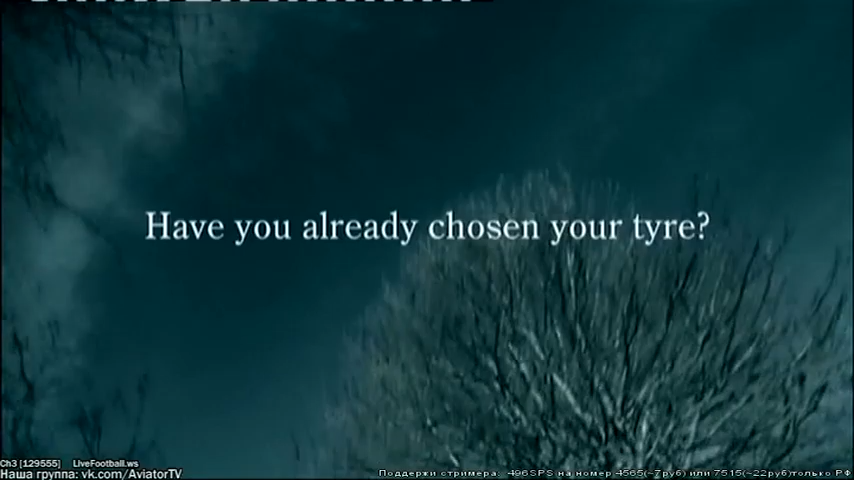 Have you already chosen your tyre?
Ch3 [129555] LiveFootball.ws
Наша группа: vk.com/AviatorTV
Поддержи стримера: 496SPS на номер 4565(~7руб) или 7515(~22руб)только РФ